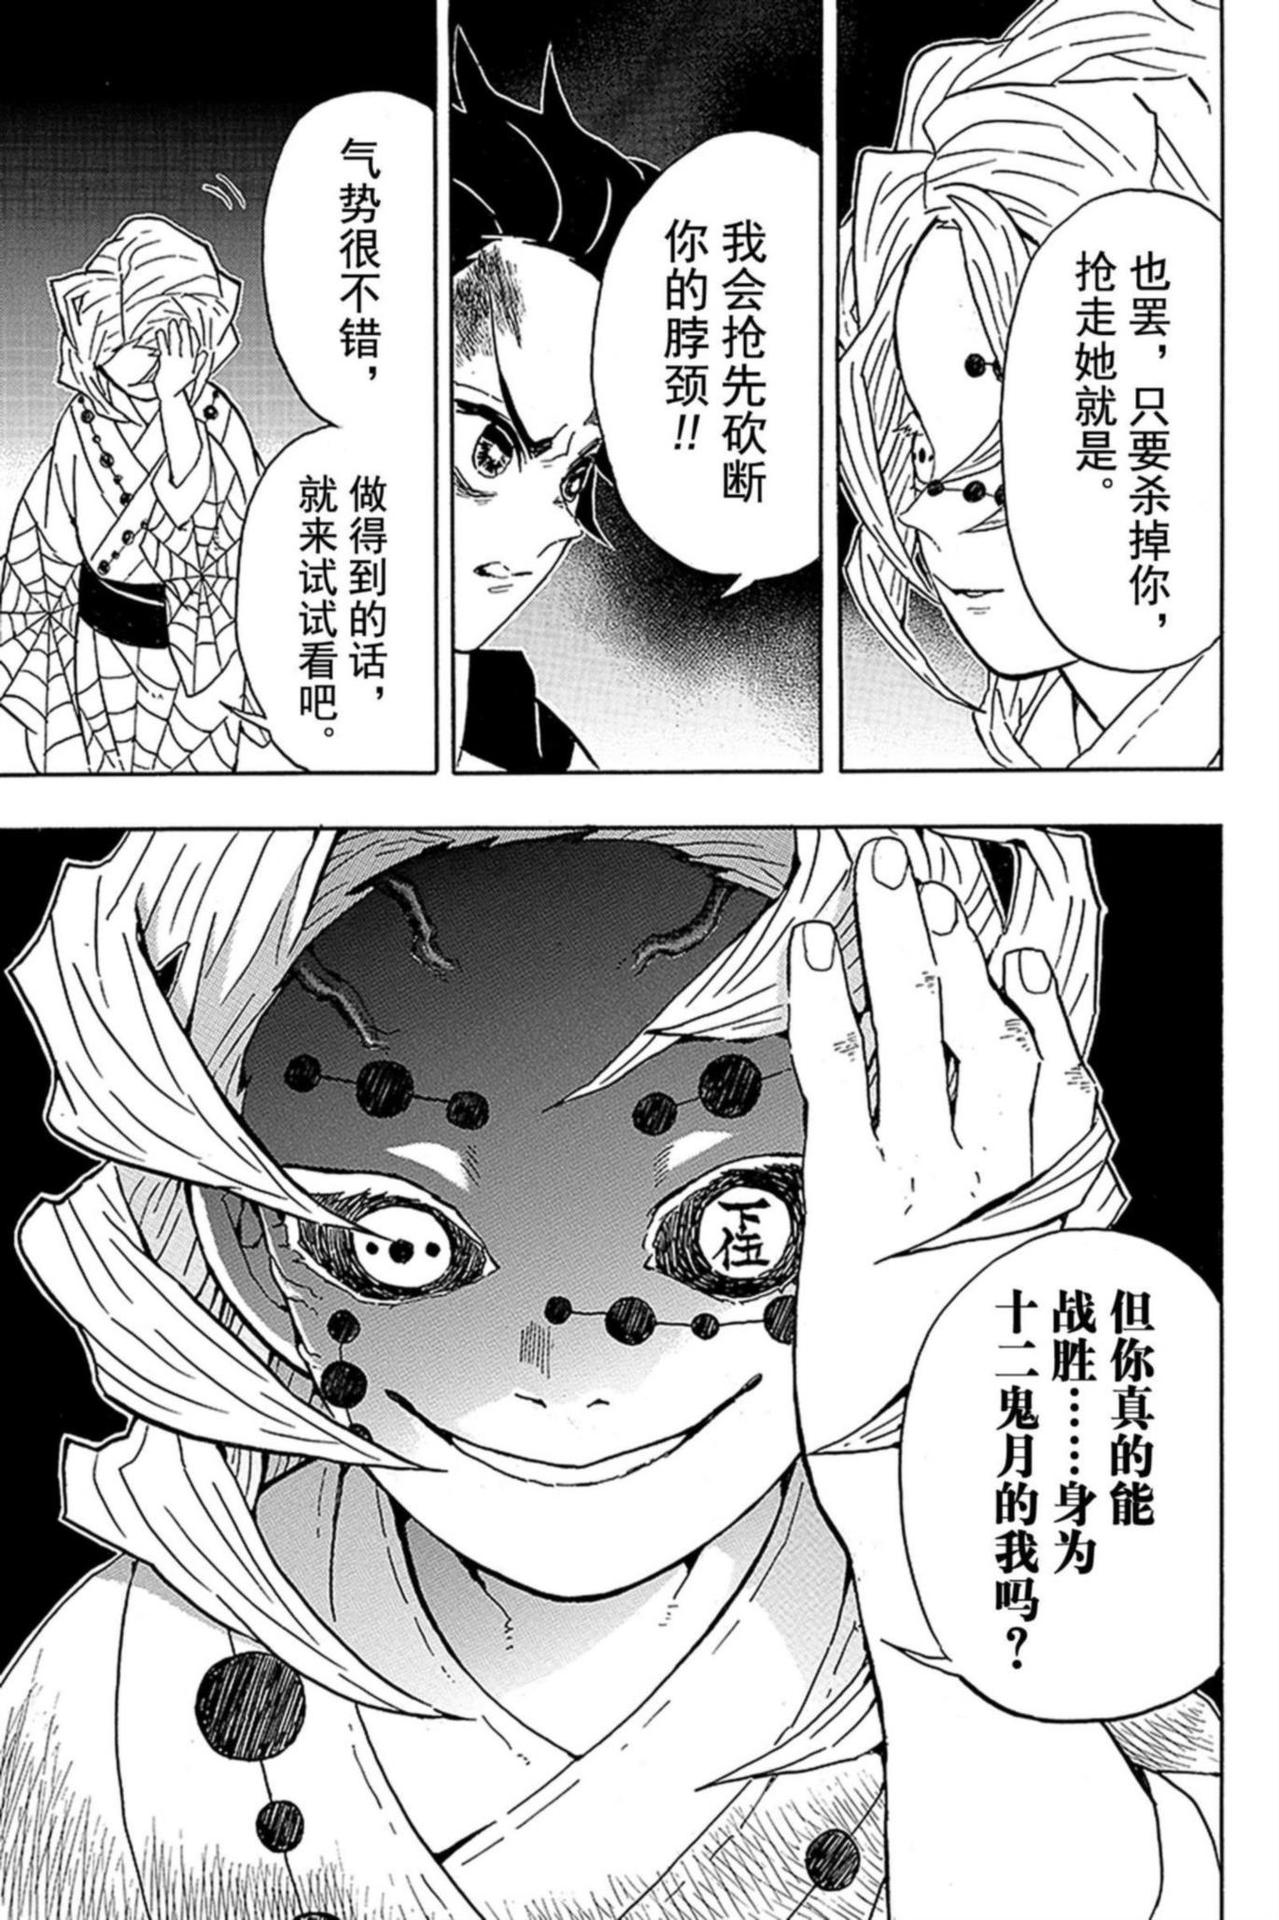 也罢，只要杀掉你，
抢走她就是。
我会抢先砍断
你的脖颈!!
气势很不错，
做得到的话，
就来试试看吧。
下伍
但你真的能
战胜……身为
十二鬼月的我吗？